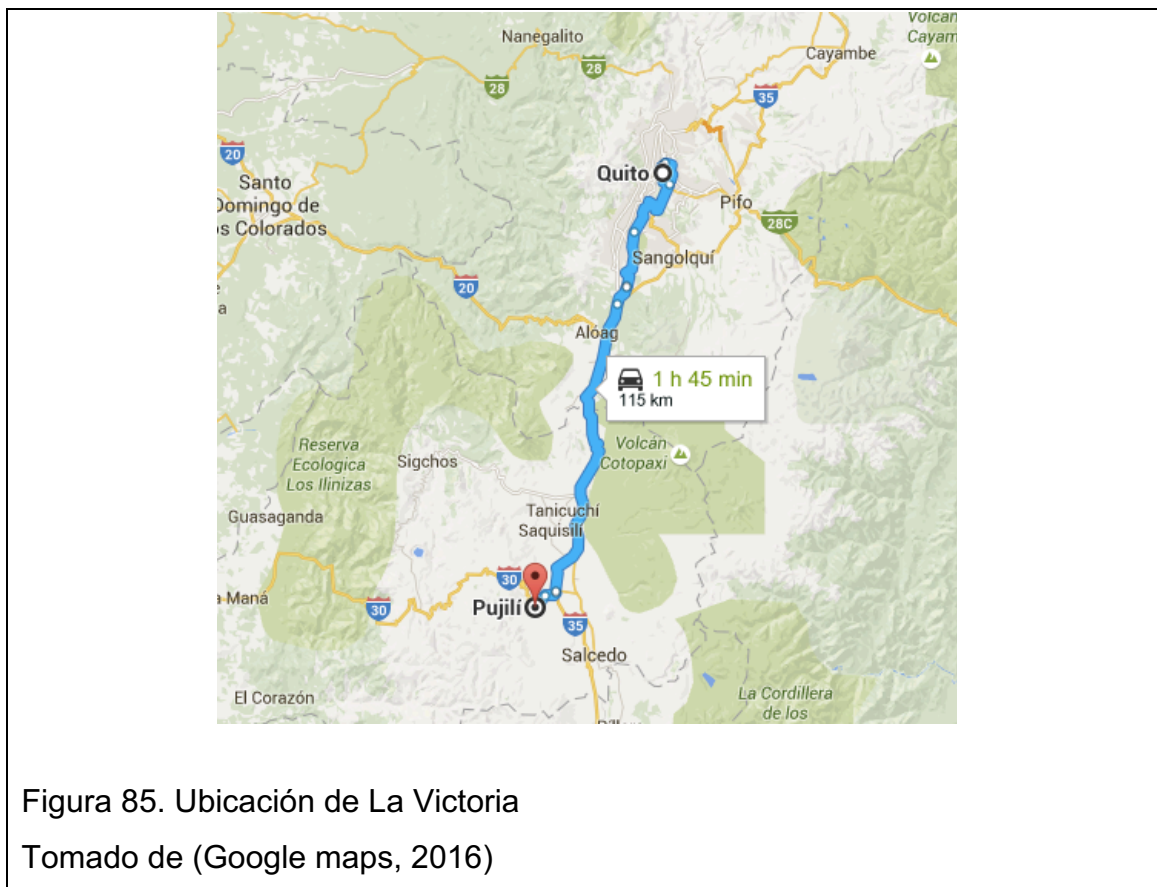 Volcán
Cayam
Nanegalito
Cayambe
28
28
35
20
Santo
Domingo de
os Colorados
Quito
Pifo
28C
Sangolquí
20
a
Alóag
1 h 45 min
115 km
Reserva
Ecologica
Los Ilinizas
Volcán
Cotopaxi
Sigchos
Tanicuchí
Saquisilí
Guasaganda
30
a Maná
30
Pujilí
35
Salcedo
El Corazón
La Cordillera
de los
Figura 85. Ubicación de La Victoria
Tomado de (Google maps, 2016)